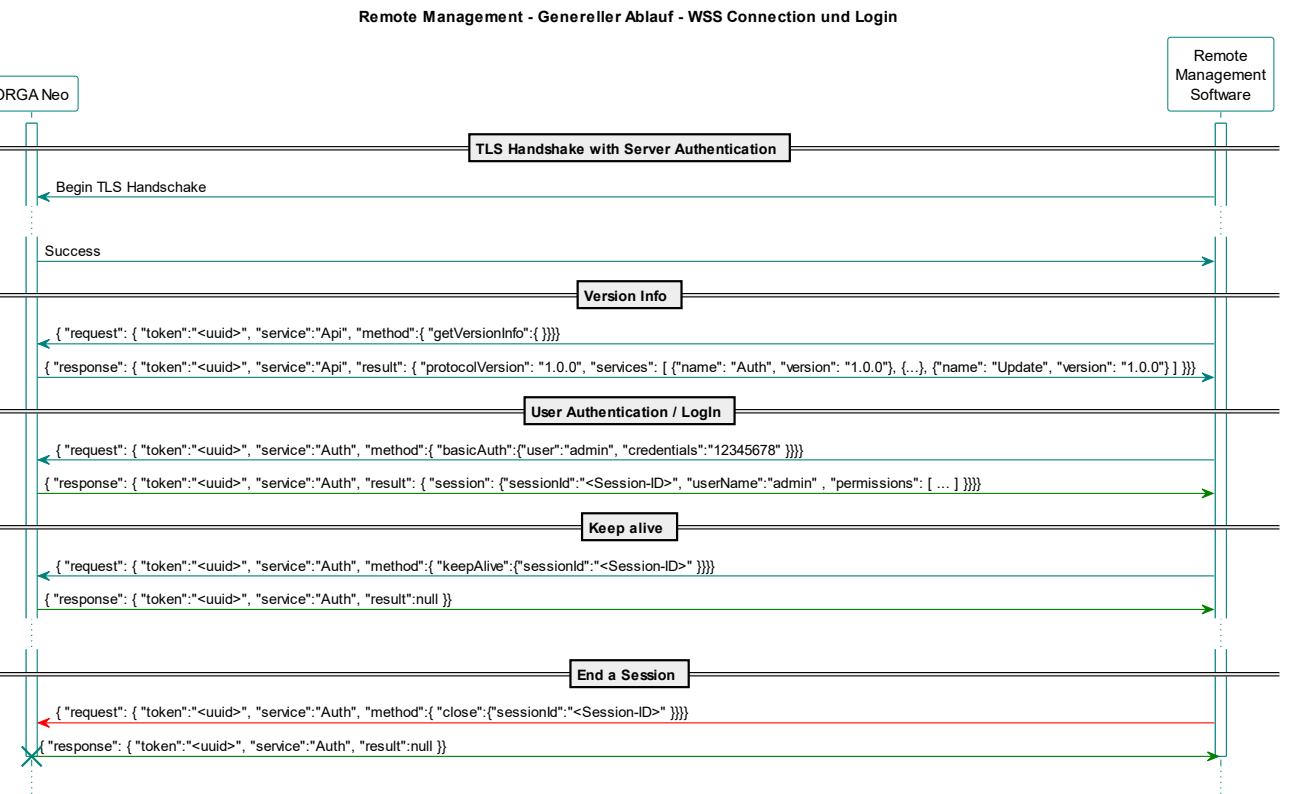 Remote Management - Genereller Ablauf - WSS Connection und Login
Remote
Management
Software
ORGA Neo
TLS Handshake with Server Authentication
Begin TLS Handschake
Success
Version Info
{ "request": { "token":"<uuid>", "service":"Api", "method":{ "getVersionInfo":{ }}}}
{ "response": { "token":"<uuid>", "service":"Api", "result": { "protocolVersion": "1.0.0", "services": [ {"name": "Auth", "version": "1.0.0"}, {...}, {"name": "Update", "version": "1.0.0"} ] }}}
User Authentication / LogIn
{ "request": { "token":"<uuid>", "service":"Auth", "method":{ "basicAuth":{"user":"admin", "credentials":"12345678" }}}}
{ "response": { "token":"<uuid>", "service":"Auth", "result": { "session": {"sessionId":"<Session-ID>", "userName":"admin" , "permissions": [ ... ] }}}}
Keep alive
{ "request": { "token":"<uuid>", "service":"Auth", "method":{ "keepAlive":{"sessionId":"<Session-ID>" }}}}
{ "response": { "token":"<uuid>", "service":"Auth", "result":null }}
End a Session
{ "request": { "token":"<uuid>", "service":"Auth", "method":{ "close":{"sessionId":"<Session-ID>" }}}}
{ "response": { "token":"<uuid>", "service":"Auth", "result":null }}